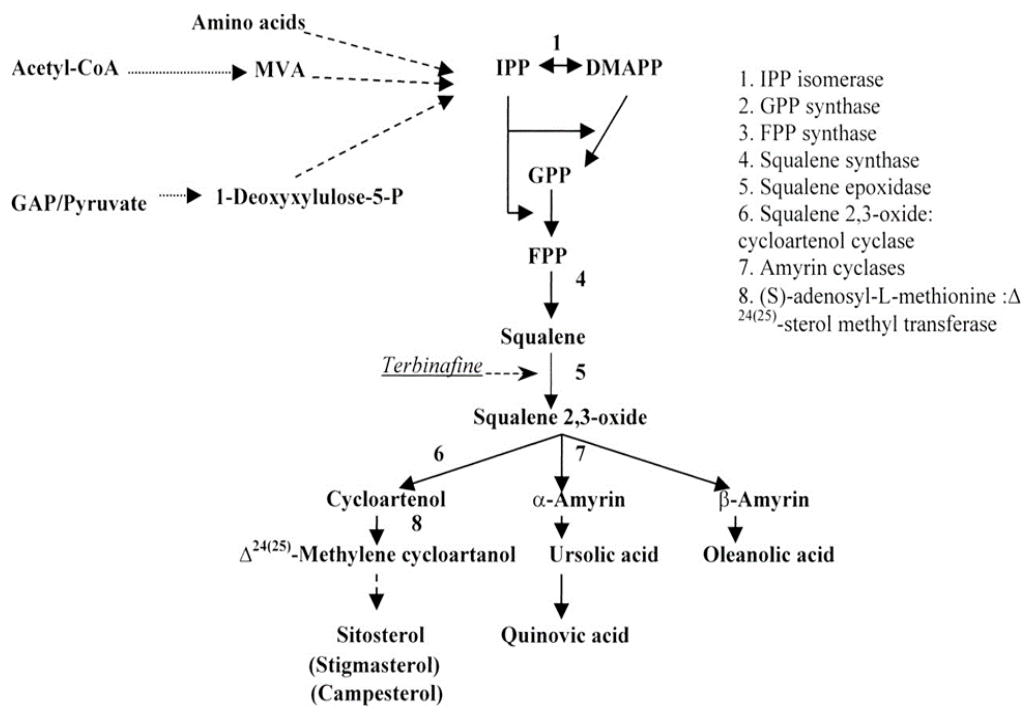 Amino acids
Acetyl-CoA
MVA
IPP
1
DMAPP
GAP/Pyruvate
1-Deoxyxylulose-5-P
GPP
FPP
4
Squalene
Terbinafine
5
Squalene 2,3-oxide
6
7
Cycloartenol
α-Amyrin
β-Amyrin
8
Δ24(25)-Methylene cycloartanol
Ursolic acid
Oleanolic acid
Sitosterol
(Stigmasterol)
(Campesterol)
Quinovic acid
1. IPP isomerase
2. GPP synthase
3. FPP synthase
4. Squalene synthase
5. Squalene epoxidase
6. Squalene 2,3-oxide:
cycloartenol cyclase
7. Amyrin cyclases
8. (S)-adenosyl-L-methionine :Δ
24(25)-sterol methyl transferase